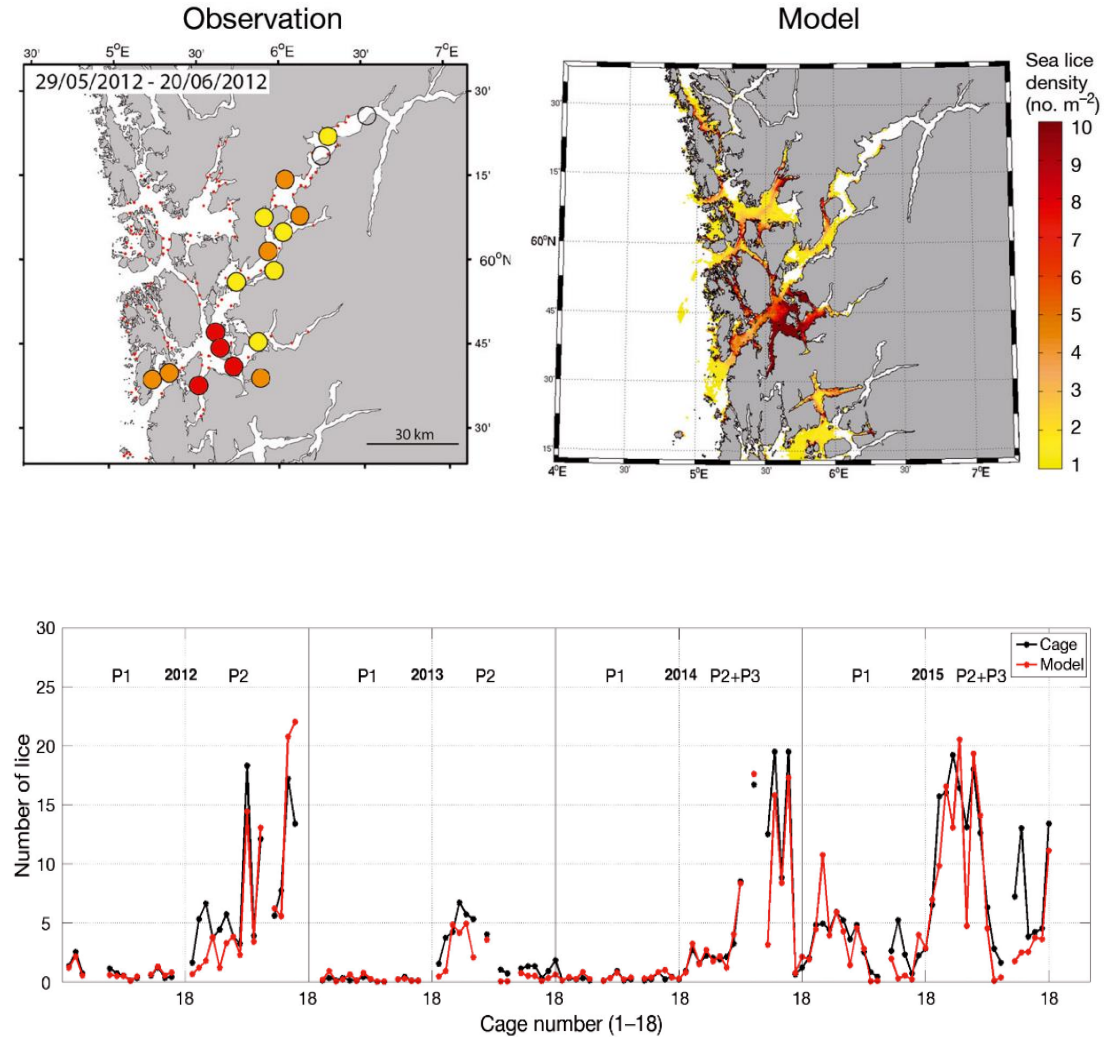 Observation
Model
30' 5°E 30' 6°E 30' 7°E
29/05/2012 - 20/06/2012
30'
15'
60°N
45'
30'
30 km
30'
15'
60°N
45
30
15'
4°E 30' 5°E 30' 6°E 30' 7°E
Sea lice
density
(no. m⁻²)
10
9
8
7
6
5
4
3
2
1
30
25
20
15
10
5
0
Number of lice
P1 2012 P2 P1 2013 P2 P1 2014 P2+P3 P1 2015 P2+P3
Cage
Model
18 18 18 18 18
Cage number (1–18)